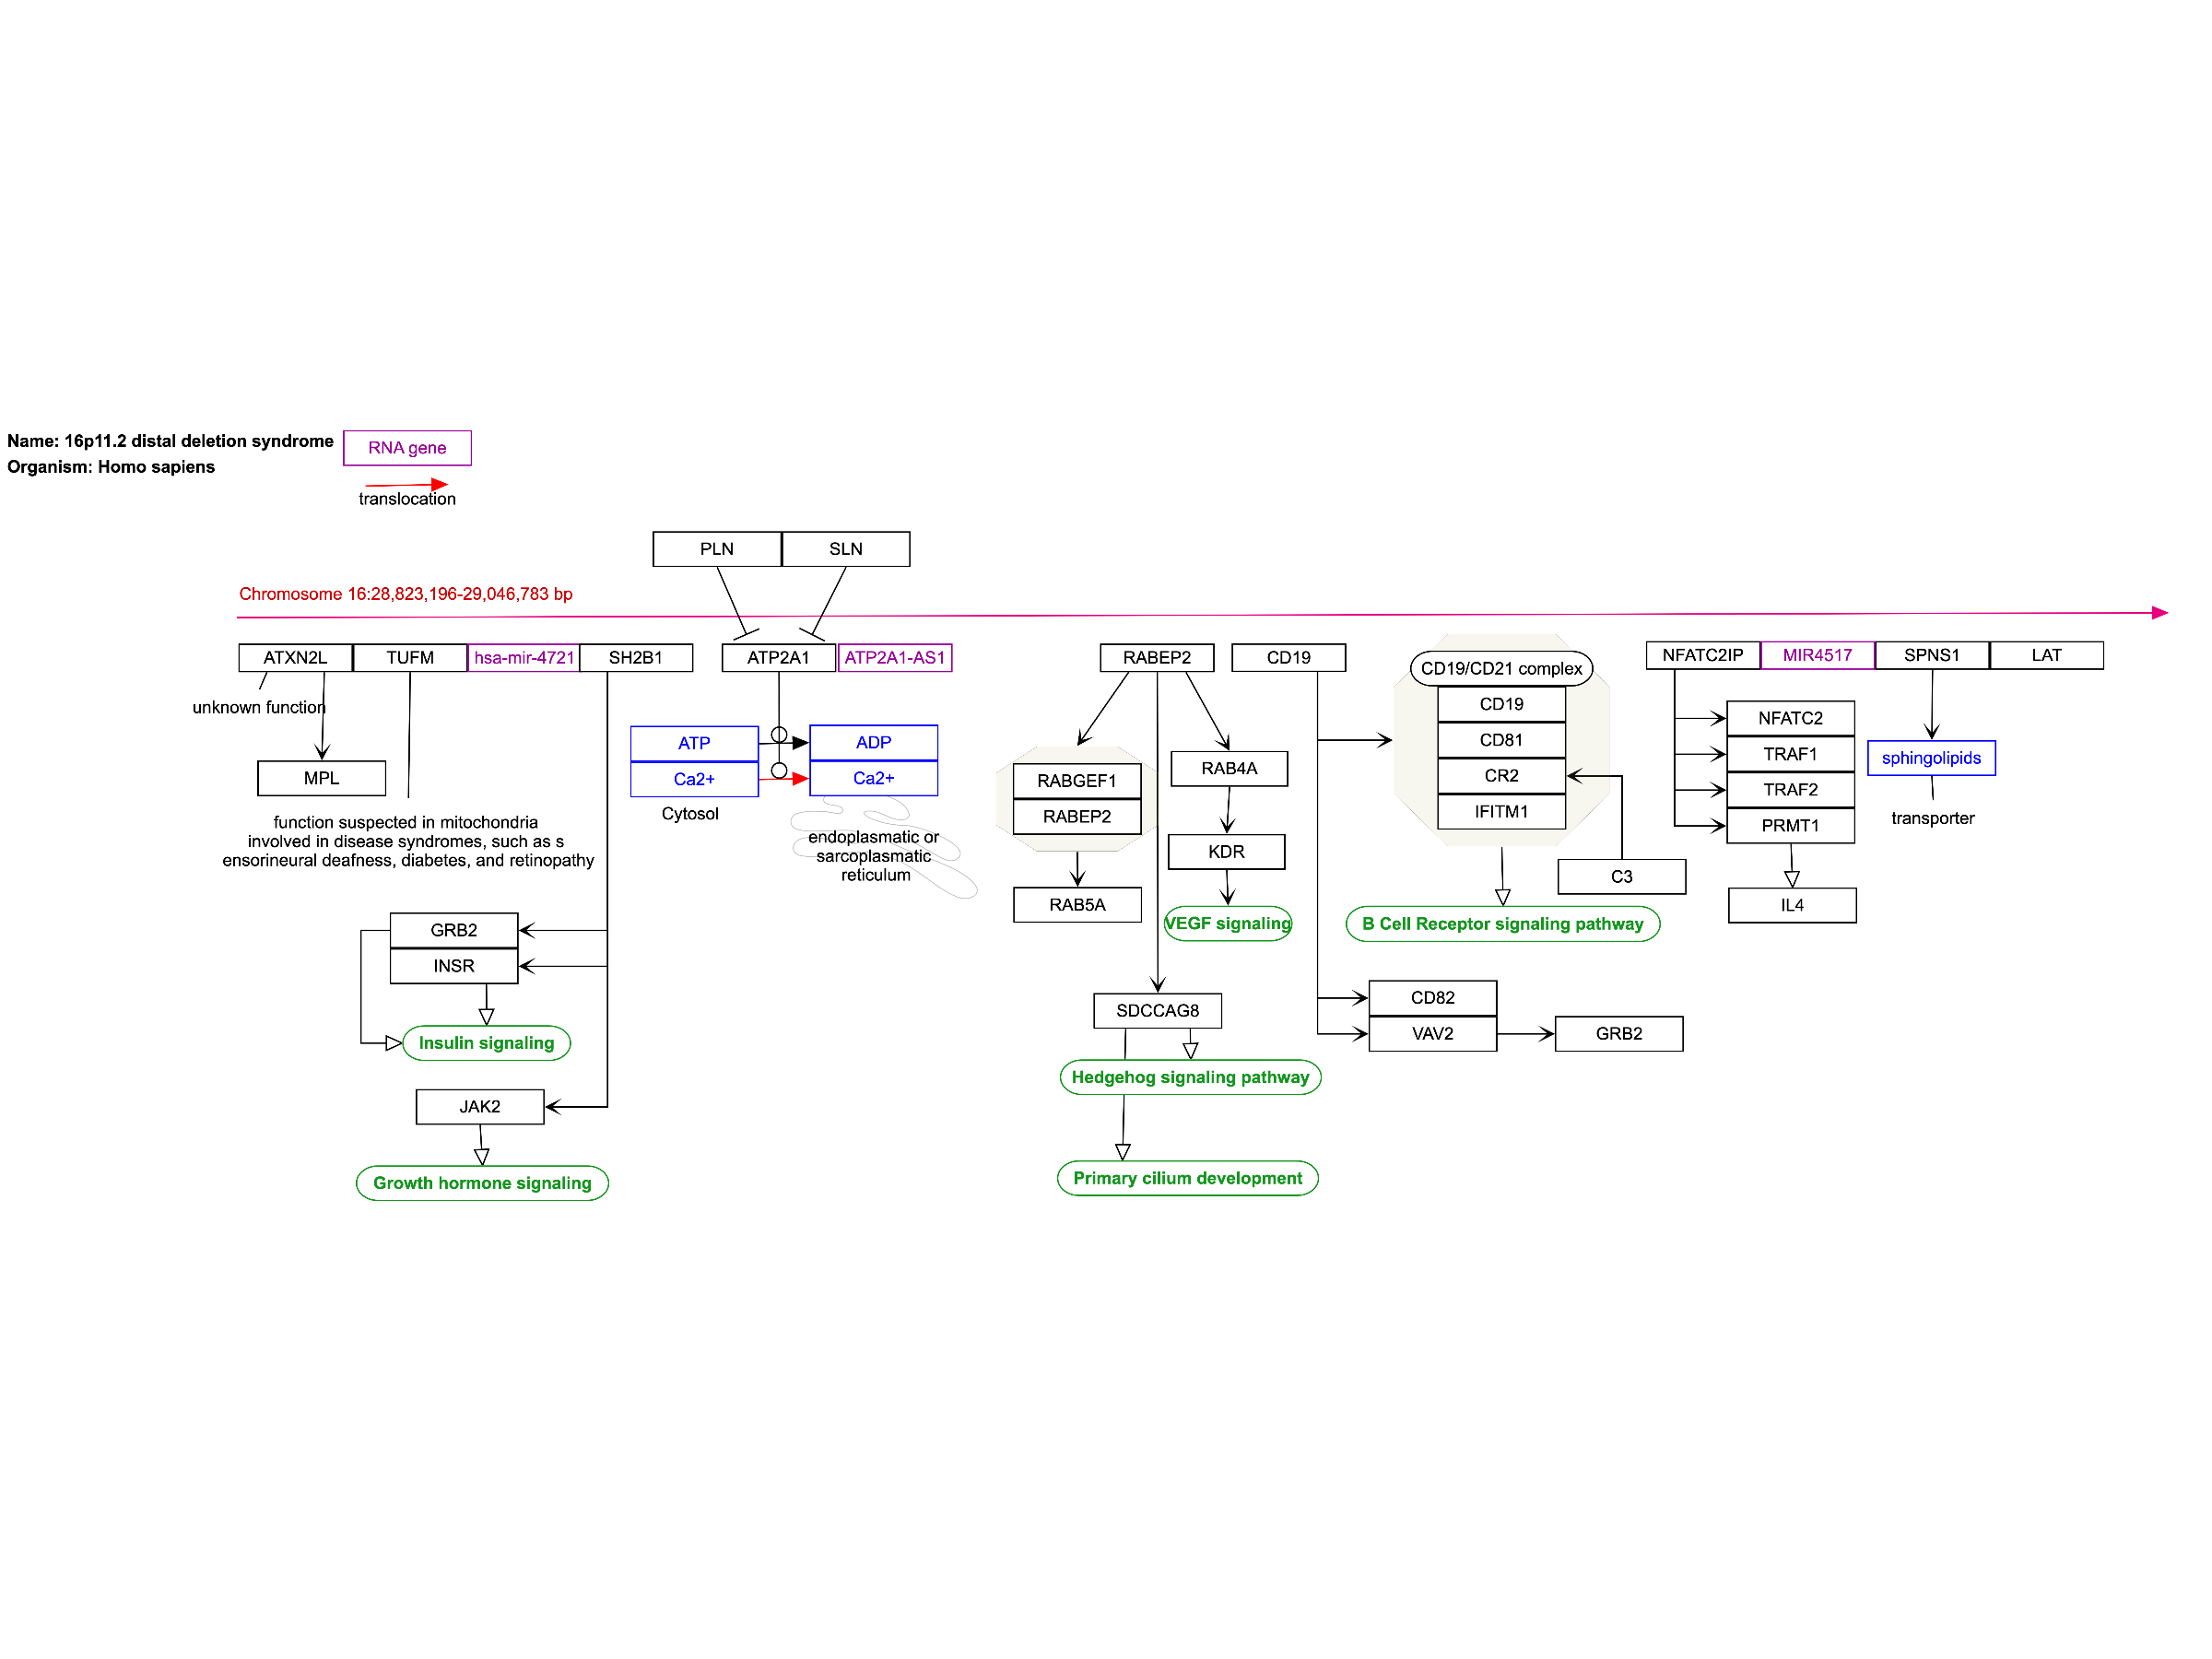 Name: 16p11.2 distal deletion syndrome
Organism: Homo sapiens
RNA gene
translocation
PLN
SLN
Chromosome 16:28,823,196-29,046,783 bp
ATXN2L
TUFM
hsa-mir-4721
SH2B1
ATP2A1
ATP2A1-AS1
RABEP2
CD19
NFATC2IP
MIR4517
SPNS1
LAT
unknown function
MPL
function suspected in mitochondria
involved in disease syndromes, such as s
ensorineural deafness, diabetes, and retinopathy
ATP
ADP
Ca2+
Ca2+
Cytosol
endoplasmatic or
sarcoplasmatic
reticulum
RABGEF1
RABEP2
RAB5A
RAB4A
KDR
VEGF signaling
CD19/CD21 complex
CD19
CD81
CR2
IFITM1
C3
B Cell Receptor signaling pathway
NFATC2
TRAF1
TRAF2
PRMT1
IL4
sphingolipids
transporter
GRB2
INSR
Insulin signaling
JAK2
Growth hormone signaling
SDCCAG8
Hedgehog signaling pathway
Primary cilium development
CD82
VAV2
GRB2